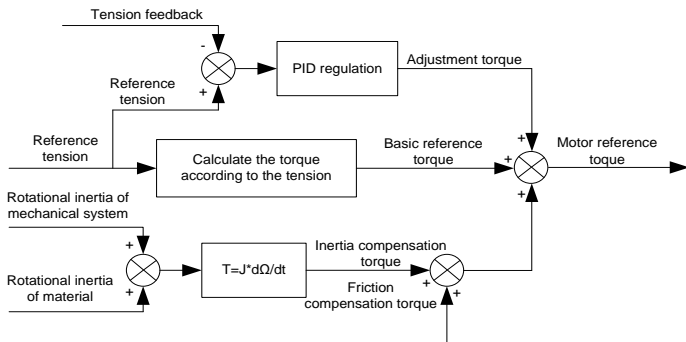 Tension feedback
-
+
PID regulation
Adjustment torque
Reference
tension
Reference
tension
Calculate the torque
according to the tension
Basic reference
torque
+
+
+
Motor reference
toque
Rotational inertia of
mechanical system
+
+
Rotational inertia
of material
T=J*dΩ/dt
Inertia compensation
torque
+
+
Friction
compensation torque